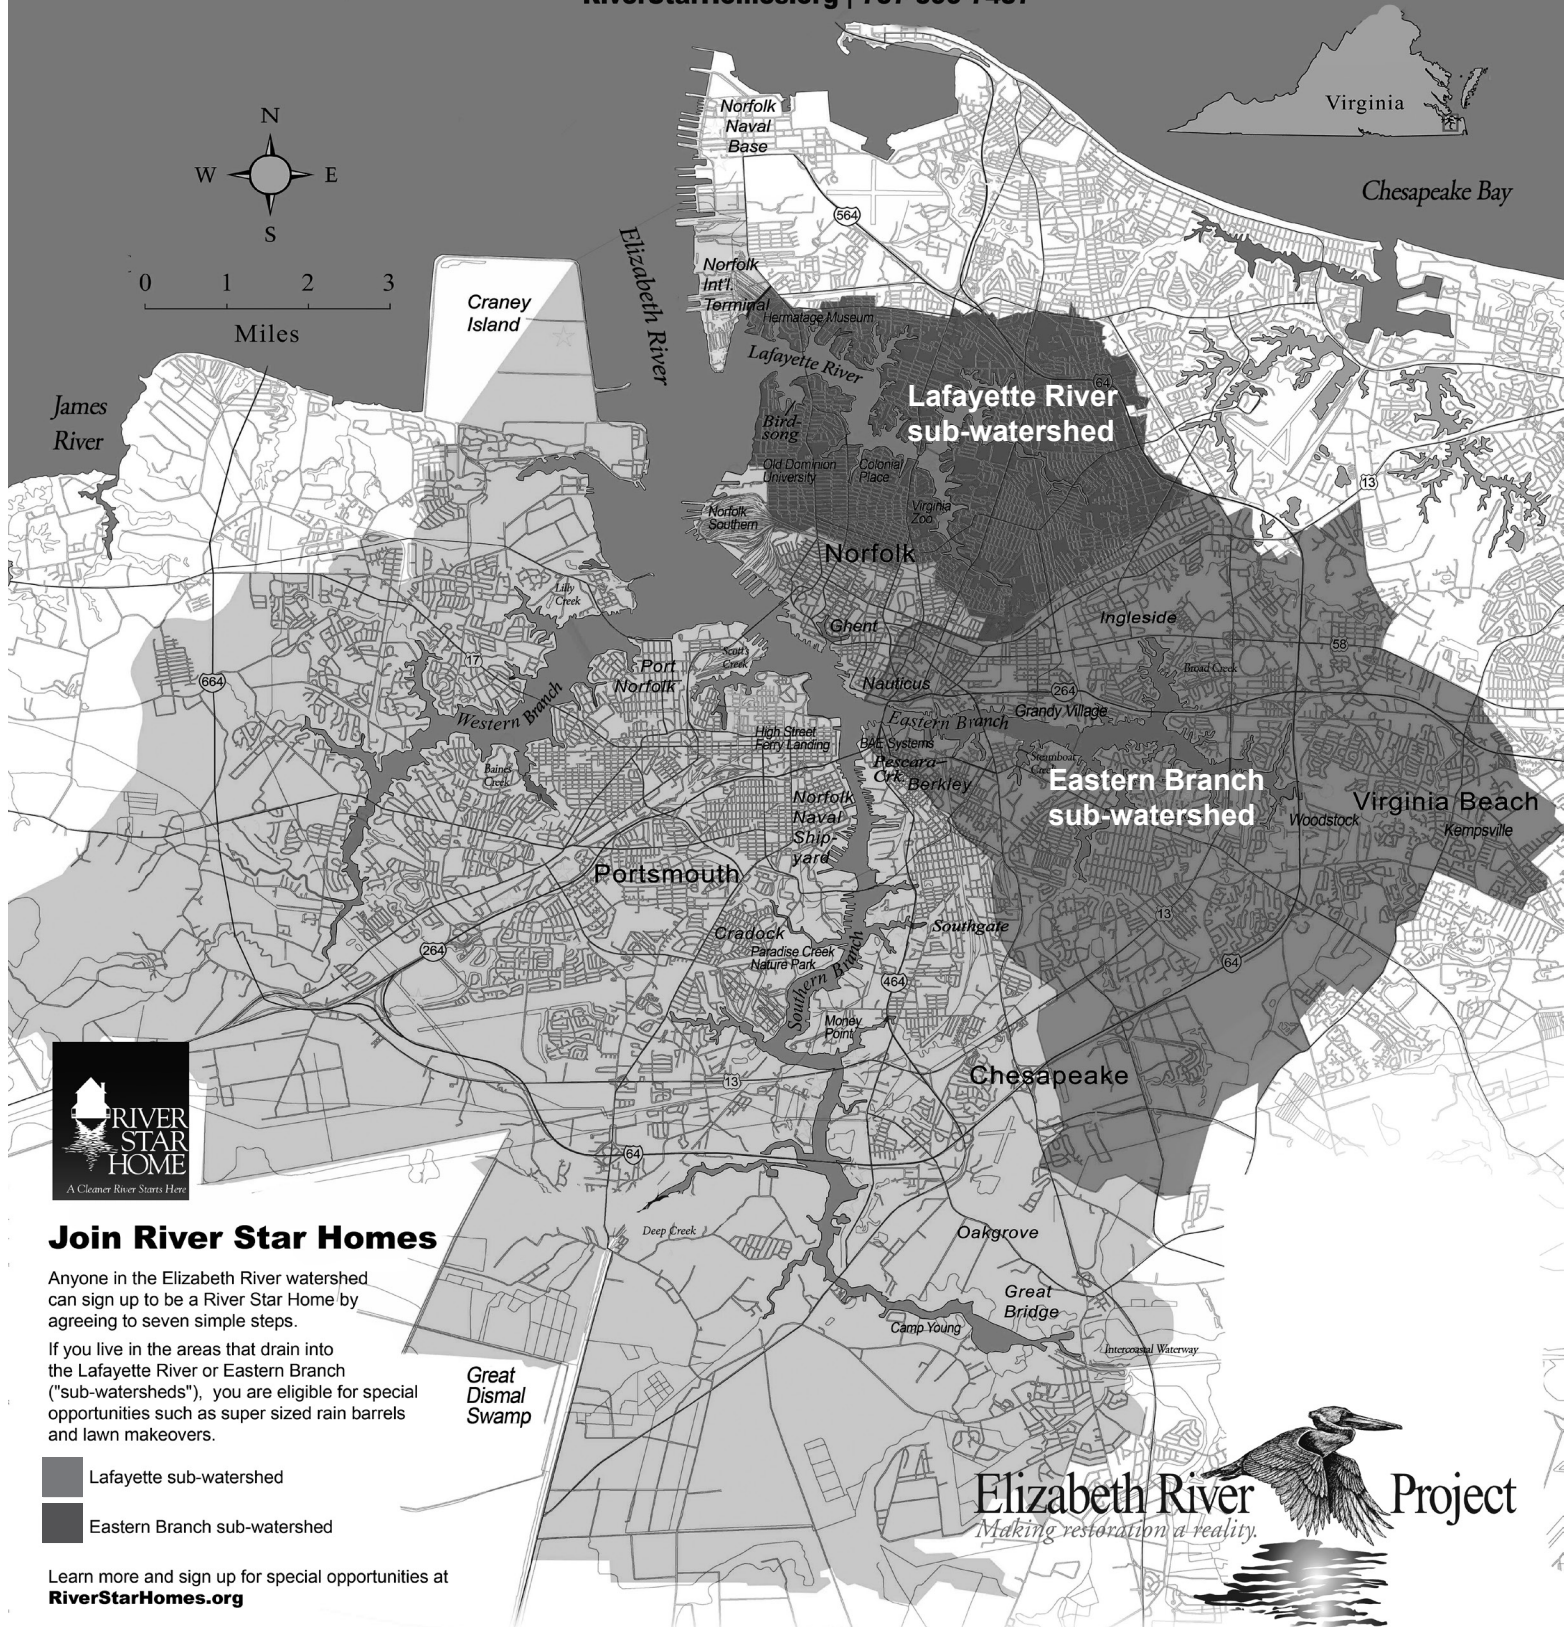 RiverStarHomes.org
Virginia
Chesapeake Bay
N
W
E
S
0 1 2 3
Miles
James
River
Elizabeth River
Craney
Island
Norfolk
Naval
Base
564
Norfolk
Int'l.
Terminal
Hermatage Museum
Lafayette River
64
Lafayette River
sub-watershed
Bird-
song
Old Dominion
University
Colonial
Place
Virginia
Zoo
13
Norfolk
Southern
Norfolk
Lilly
Creek
Ghent
Ingleside
58
17
664
Port
Norfolk
Scott's
Creek
Nauticus
264
Broad Creek
Grandy Village
Western Branch
Eastern Branch
High Street
Ferry Landing
BAE Systems
Pescara
Crk.
Berkley
Steamboat
Creek
Eastern Branch
sub-watershed
Baines
Creek
Norfolk
Naval
Ship-
yard
Virginia Beach
Woodstock
Kempsville
Portsmouth
13
Cradock
Southgate
264
Paradise Creek
Nature Park
Southern Branch
464
64
Money
Point
Chesapeake
13
64
Deep Creek
Oakgrove
Great
Bridge
Camp Young
Intercoastal Waterway
Great
Dismal
Swamp
RIVER
STAR
HOME
A Cleaner River Starts Here
Join River Star Homes
Anyone in the Elizabeth River watershed
can sign up to be a River Star Home by
agreeing to seven simple steps.
If you live in the areas that drain into
the Lafayette River or Eastern Branch
("sub-watersheds"), you are eligible for special
opportunities such as super sized rain barrels
and lawn makeovers.
Lafayette sub-watershed
Eastern Branch sub-watershed
Learn more and sign up for special opportunities at
RiverStarHomes.org
Elizabeth River Project
Making restoration a reality.